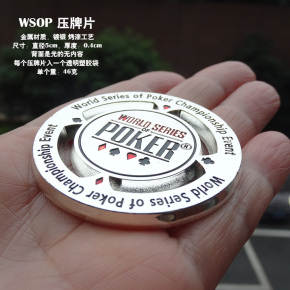 WSOP 压牌片
金属材质、镀银 烤漆工艺
尺寸：直径5cm、厚度：0.4cm
背面是光的无内容
每个压牌片入一个透明塑胶袋
单个重：46克
World Series of Poker Championship Event
WORLD SERIES
OF
POKER®
World Series of Poker Championship Event